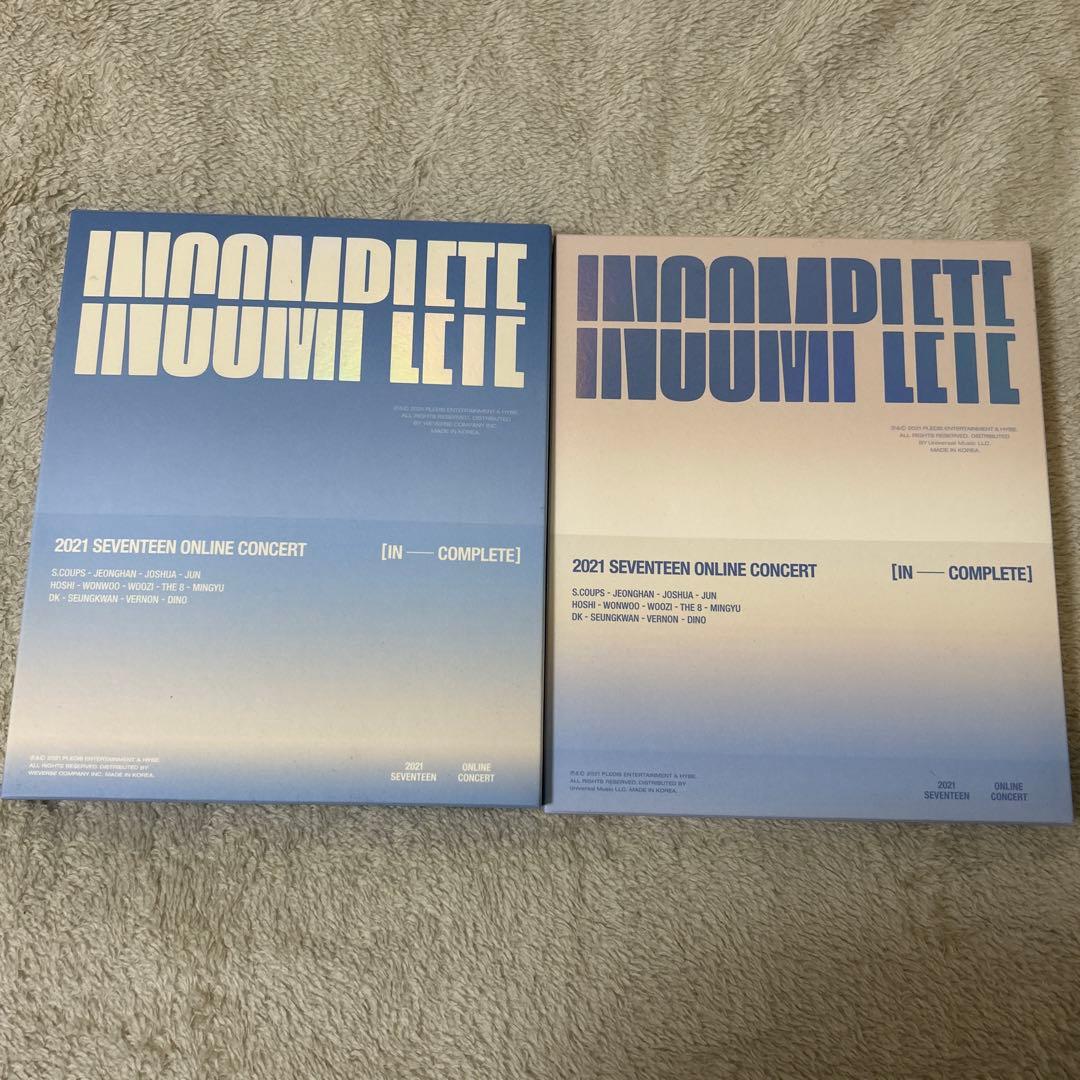 INCOMPLETE
INCOMPLETE
℗&© 2021 PLEDIS ENTERTAINMENT & HYBE.
ALL RIGHTS RESERVED. DISTRIBUTED
BY WEVERSE COMPANY INC.
MADE IN KOREA.
2021 SEVENTEEN ONLINE CONCERT [IN — COMPLETE]
S.COUPS - JEONGHAN - JOSHUA - JUN
HOSHI - WONWOO - WOOZI - THE 8 - MINGYU
DK - SEUNGKWAN - VERNON - DINO
℗&© 2021 PLEDIS ENTERTAINMENT & HYBE.
ALL RIGHTS RESERVED. DISTRIBUTED BY
WEVERSE COMPANY INC. MADE IN KOREA.
2021 ONLINE
SEVENTEEN CONCERT
INCOMPLETE
INCOMPLETE
℗&© 2021 PLEDIS ENTERTAINMENT & HYBE.
ALL RIGHTS RESERVED. DISTRIBUTED
BY Universal Music LLC.
MADE IN KOREA.
2021 SEVENTEEN ONLINE CONCERT [IN — COMPLETE]
S.COUPS - JEONGHAN - JOSHUA - JUN
HOSHI - WONWOO - WOOZI - THE 8 - MINGYU
DK - SEUNGKWAN - VERNON - DINO
℗&© 2021 PLEDIS ENTERTAINMENT & HYBE.
ALL RIGHTS RESERVED. DISTRIBUTED BY
Universal Music LLC. MADE IN KOREA.
2021 ONLINE
SEVENTEEN CONCERT